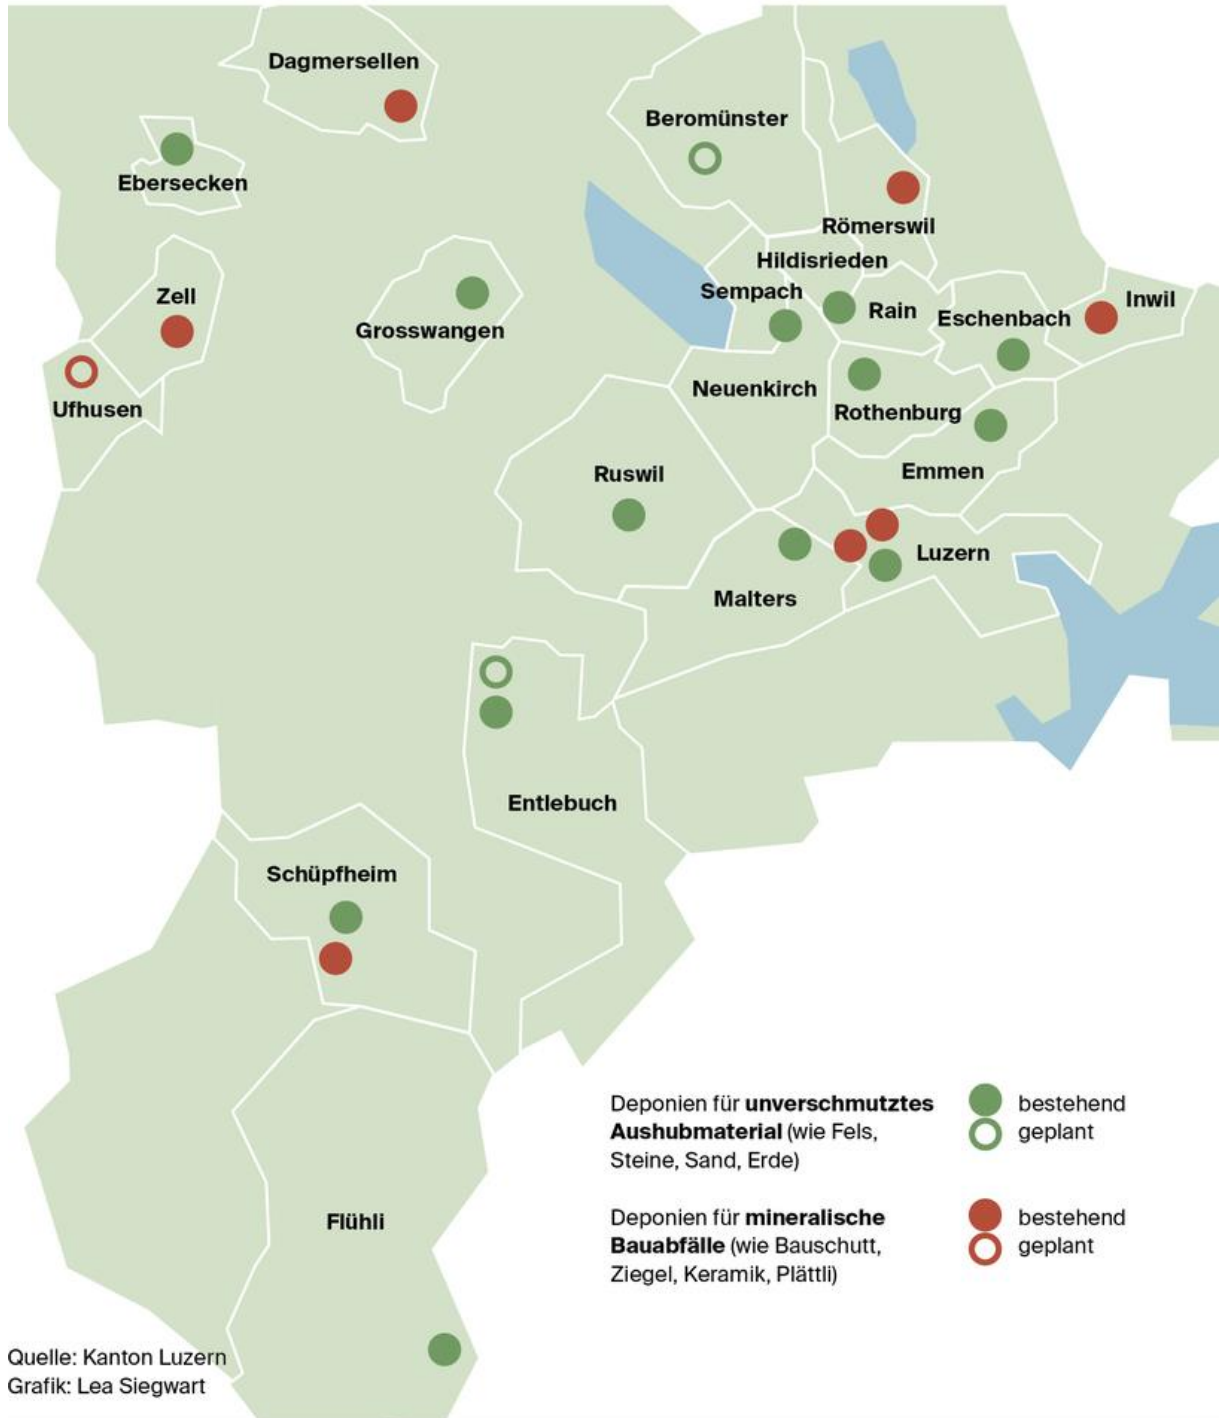 Dagmersellen
Beromünster
Ebersecken
Römerswil
Hildisrieden
Sempach
Zell
Inwil
Rain
Eschenbach
Grosswangen
Neuenkirch
Ufhusen
Rothenburg
Emmen
Ruswil
Luzern
Malters
Entlebuch
Schüpfheim
Flühli
Deponien für unverschmutztes
Aushubmaterial (wie Fels,
Steine, Sand, Erde)
bestehend
geplant
Deponien für mineralische
Bauabfälle (wie Bauschutt,
Ziegel, Keramik, Plättli)
bestehend
geplant
Quelle: Kanton Luzern
Grafik: Lea Siegwart